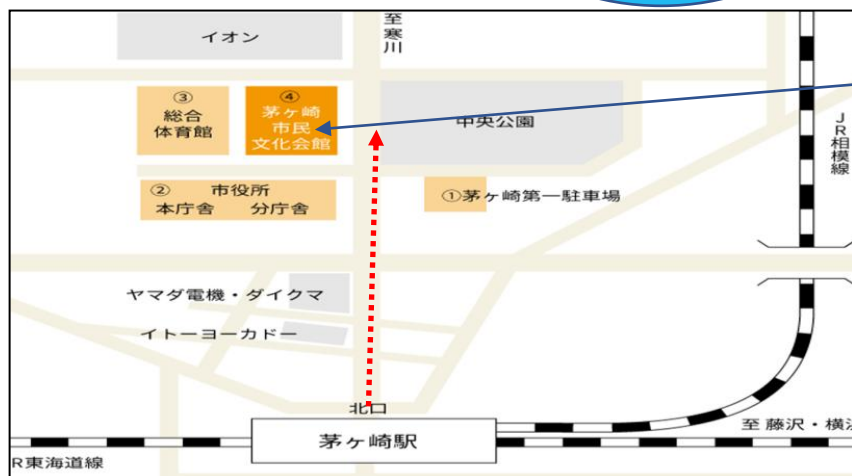 イオン
至寒川
③
総合
体育館
④
茅ヶ崎
市民
文化会館
中央公園
JR相模線
② 市役所
本庁舎 分庁舎
①茅ヶ崎第一駐車場
ヤマダ電機・ダイクマ
イトーヨーカドー
北口
茅ヶ崎駅
至 藤沢・横浜
R東海道線